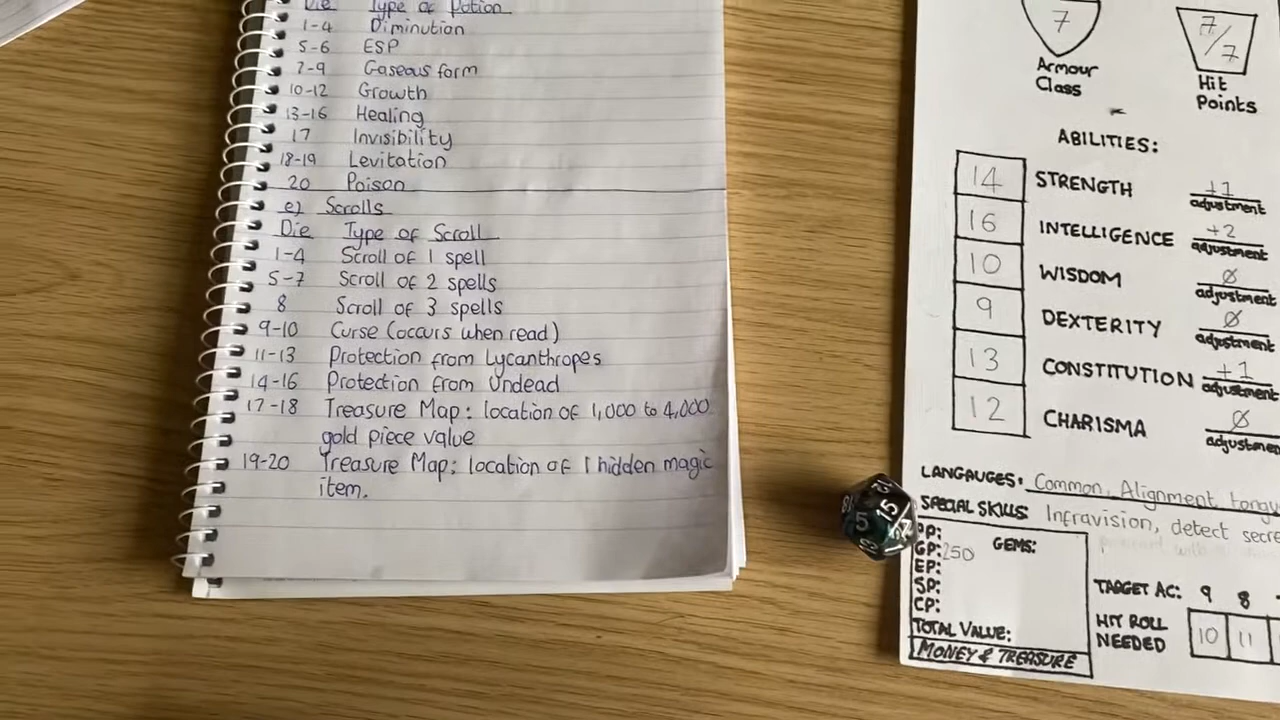 Die Type of Potion
1-4 Diminution
5-6 ESP
7-9 Gaseous form
10-12 Growth
13-16 Healing
17 Invisibility
18-19 Levitation
20 Poison
e) Scrolls
Die Type of Scroll
1-4 Scroll of 1 spell
5-7 Scroll of 2 spells
8 Scroll of 3 spells
9-10 Curse (occurs when read)
11-13 Protection from Lycanthropes
14-16 Protection from Undead
17-18 Treasure Map: location of 1,000 to 4,000
gold piece value
19-20 Treasure Map: location of 1 hidden magic
item.
5
15
7
Armour
Class
7/7
Hit
Points
ABILITIES:
14 STRENGTH +1
adjustment
16 INTELLIGENCE +2
adjustment
10 WISDOM Ø
adjustment
9 DEXTERITY Ø
adjustment
13 CONSTITUTION +1
adjustment
12 CHARISMA Ø
adjustme
LANGAUGES: Common, Alignment tongu
SPECIAL SKILLS: Infravision, detect secre
PP: GEMS:
GP: 250
EP:
SP:
CP:
TOTAL VALUE:
MONEY & TREASURE
TARGET AC: 9 8
HIT ROLL
NEEDED 10 11